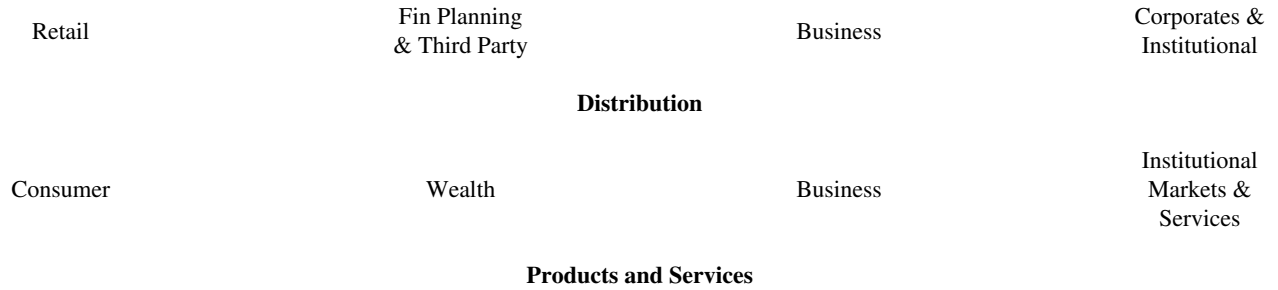 Retail
Fin Planning
& Third Party
Business
Corporates &
Institutional
Distribution
Consumer
Wealth
Business
Institutional
Markets &
Services
Products and Services